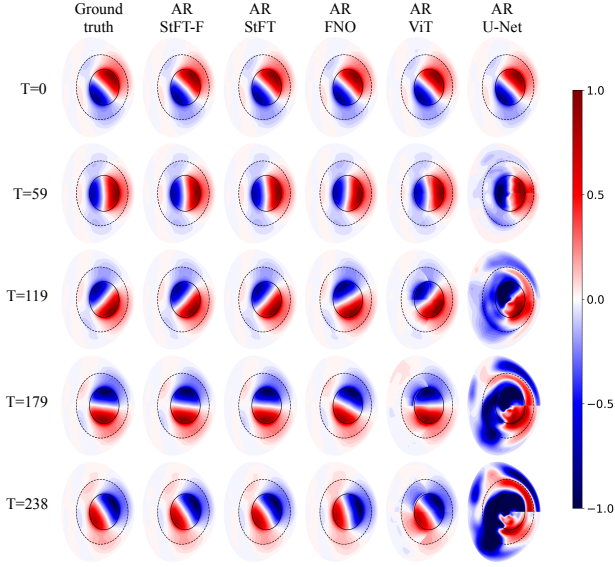 Ground truth
AR StFT-F
AR StFT
AR FNO
AR ViT
AR U-Net
T=0
T=59
T=119
T=179
T=238
1.0
0.5
0.0
−0.5
−1.0